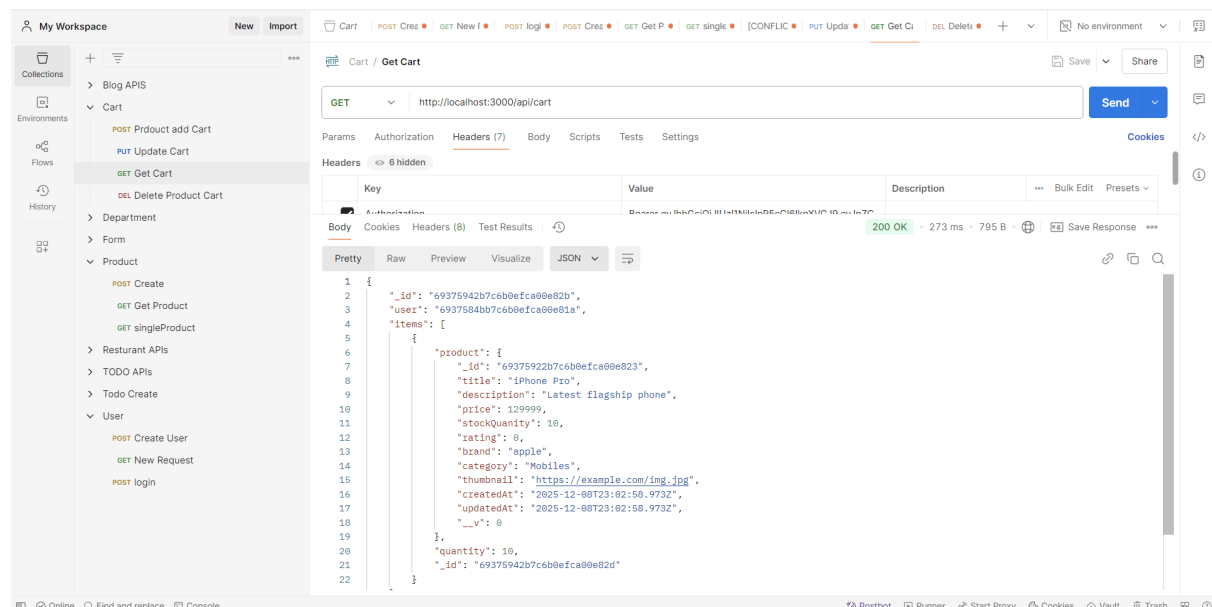 My Workspace New Import Cart POST Crea GET New I POST logi POST Crea GET Get P GET single [CONFLIC PUT Upda GET Get Ca DEL Delete No environment
Collections
Environments
Flows
History
Blog APIS
Cart
POST Prdouct add Cart
PUT Update Cart
GET Get Cart
DEL Delete Product Cart
Department
Form
Product
POST Create
GET Get Product
GET singleProduct
Resturant APIs
TODO APIs
Todo Create
User
POST Create User
GET New Request
POST login
HTTP Cart / Get Cart Save Share
GET http://localhost:3000/api/cart Send
Params Authorization Headers (7) Body Scripts Tests Settings Cookies
Headers 6 hidden
Key Value Description Bulk Edit Presets
Authorization
Body Cookies Headers (8) Test Results 200 OK 273 ms 795 B Save Response
Pretty Raw Preview Visualize JSON
1 {
2 "_id": "69375942b7c6b0efca00e82b",
3 "user": "6937584bb7c6b0efca00e81a",
4 "items": [
5 {
6 "product": {
7 "_id": "69375922b7c6b0efca00e823",
8 "title": "iPhone Pro",
9 "description": "Latest flagship phone",
10 "price": 129999,
11 "stockQuanity": 10,
12 "rating": 0,
13 "brand": "apple",
14 "category": "Mobiles",
15 "thumbnail": "https://example.com/img.jpg",
16 "createdAt": "2025-12-08T23:02:58.973Z",
17 "updatedAt": "2025-12-08T23:02:58.973Z",
18 "__v": 0
19 },
20 "quantity": 10,
21 "_id": "69375942b7c6b0efca00e82d"
22 }
Online Find and replace Console Postbot Runner Start Proxy Cookies Vault Trash